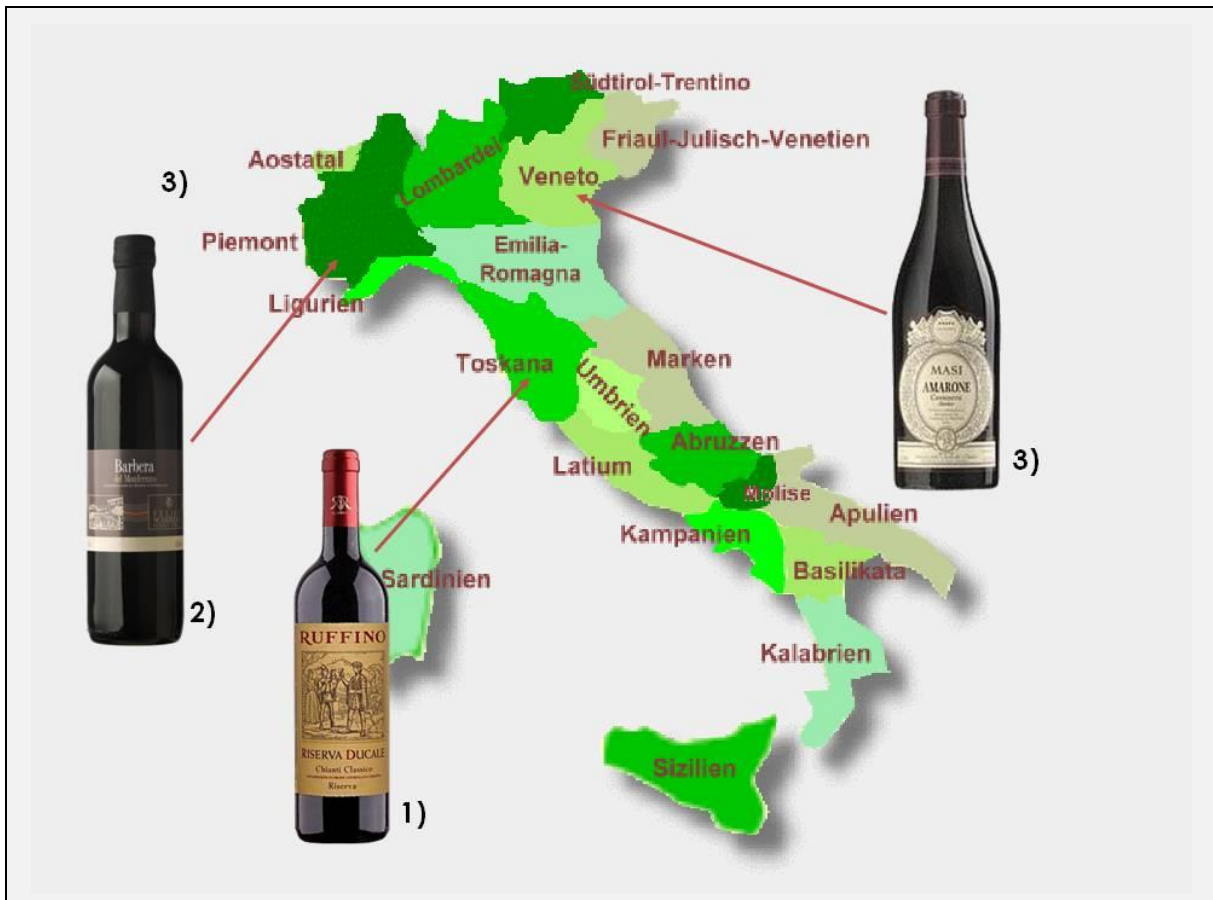 Südtirol-Trentino
Friaul-Julisch-Venetien
Aostatal
Lombardei
Veneto
3)
Piemont
Emilia-
Romagna
Ligurien
Toskana
Marken
Umbrien
MASI
AMARONE
Abruzzen
Latium
3)
Molise
Apulien
Kampanien
Barbera
del Monferrato
Basilikata
Sardinien
2)
RUFFINO
Kalabrien
RISERVA DUCALE
Chianti Classico
Riserva
Sizilien
1)